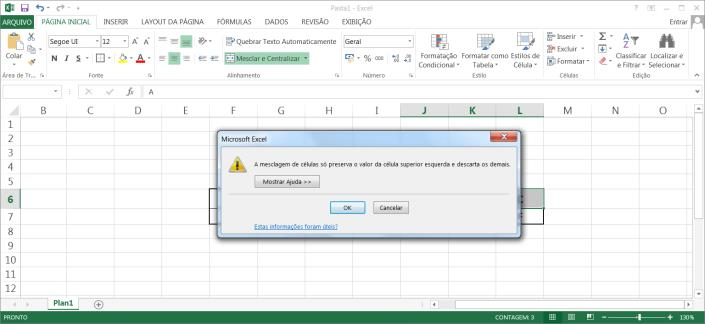 Pasta1 - Excel
ARQUIVO PÁGINA INICIAL INSERIR LAYOUT DA PÁGINA FÓRMULAS DADOS REVISÃO EXIBIÇÃO Entrar
Segoe UI 12 Quebrar Texto Automaticamente Geral Inserir
Colar N I S Mesclar e Centralizar % 000 Formatação Condicional Formatar como Tabela Estilos de Célula Excluir Formatar Classificar e Filtrar Localizar e Selecionar
Área de Tr... Fonte Alinhamento Número Estilo Células Edição
fx A
B C D E F G H I J K L M N O
1
2
3
4
5
6
7
8
9
10
11
12
Microsoft Excel
A mesclagem de células só preserva o valor da célula superior esquerda e descarta os demais.
Mostrar Ajuda >>
OK Cancelar
Estas informações foram úteis?
Plan1
PRONTO CONTAGEM: 3 130%